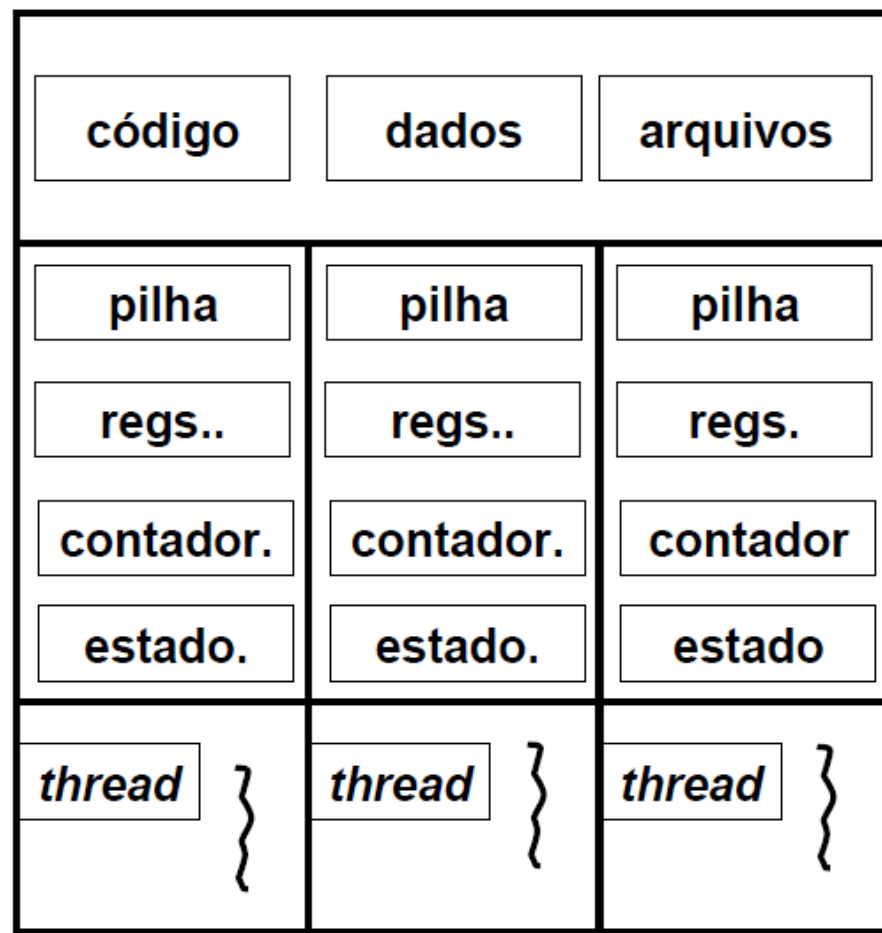 código dados arquivos
pilha pilha pilha
regs.. regs.. regs.
contador. contador. contador
estado. estado. estado
thread thread thread